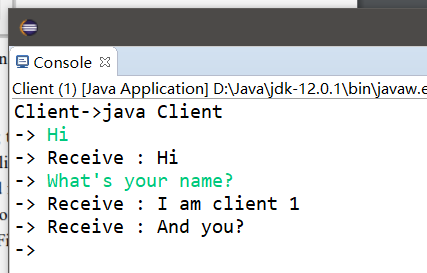 Console
Client (1) [Java Application] D:\Java\jdk-12.0.1\bin\javaw.e
Client->java Client
-> Hi
-> Receive : Hi
-> What's your name?
-> Receive : I am client 1
-> Receive : And you?
->